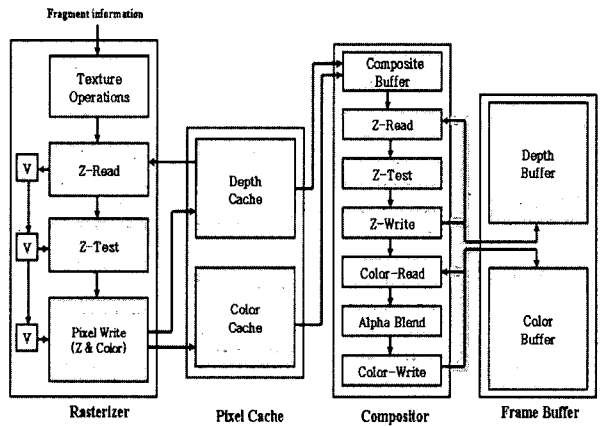 Fragment information
Texture
Operations
Z-Read
V
Z-Test
V
Pixel Write
(Z & Color)
V
Rasterizer
Depth
Cache
Color
Cache
Pixel Cache
Composite
Buffer
Z-Read
Z-Test
Z-Write
Color-Read
Alpha Blend
Color-Write
Compositor
Depth
Buffer
Color
Buffer
Frame Buffer